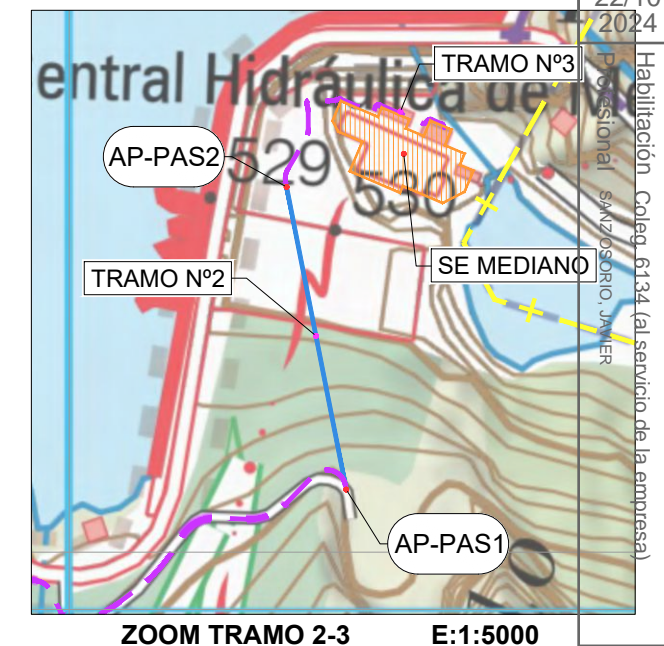 22/10
2024
Habilitación Coleg. 6134 (al servicio de la empresa)
Profesional SANZ OSORIO, JAVIER
entral Hidráulica de Me
TRAMO Nº3
AP-PAS2
529
530
SE MEDIANO
TRAMO Nº2
AP-PAS1
ZOOM TRAMO 2-3 E:1:5000